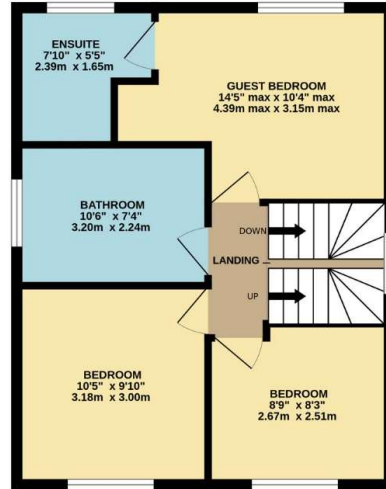 ENSUITE
7'10" x 5'5"
2.39m x 1.65m
GUEST BEDROOM
14'5" max x 10'4" max
4.39m max x 3.15m max
BATHROOM
10'6" x 7'4"
3.20m x 2.24m
DOWN
LANDING
UP
BEDROOM
10'5" x 9'10"
3.18m x 3.00m
BEDROOM
8'9" x 8'3"
2.67m x 2.51m